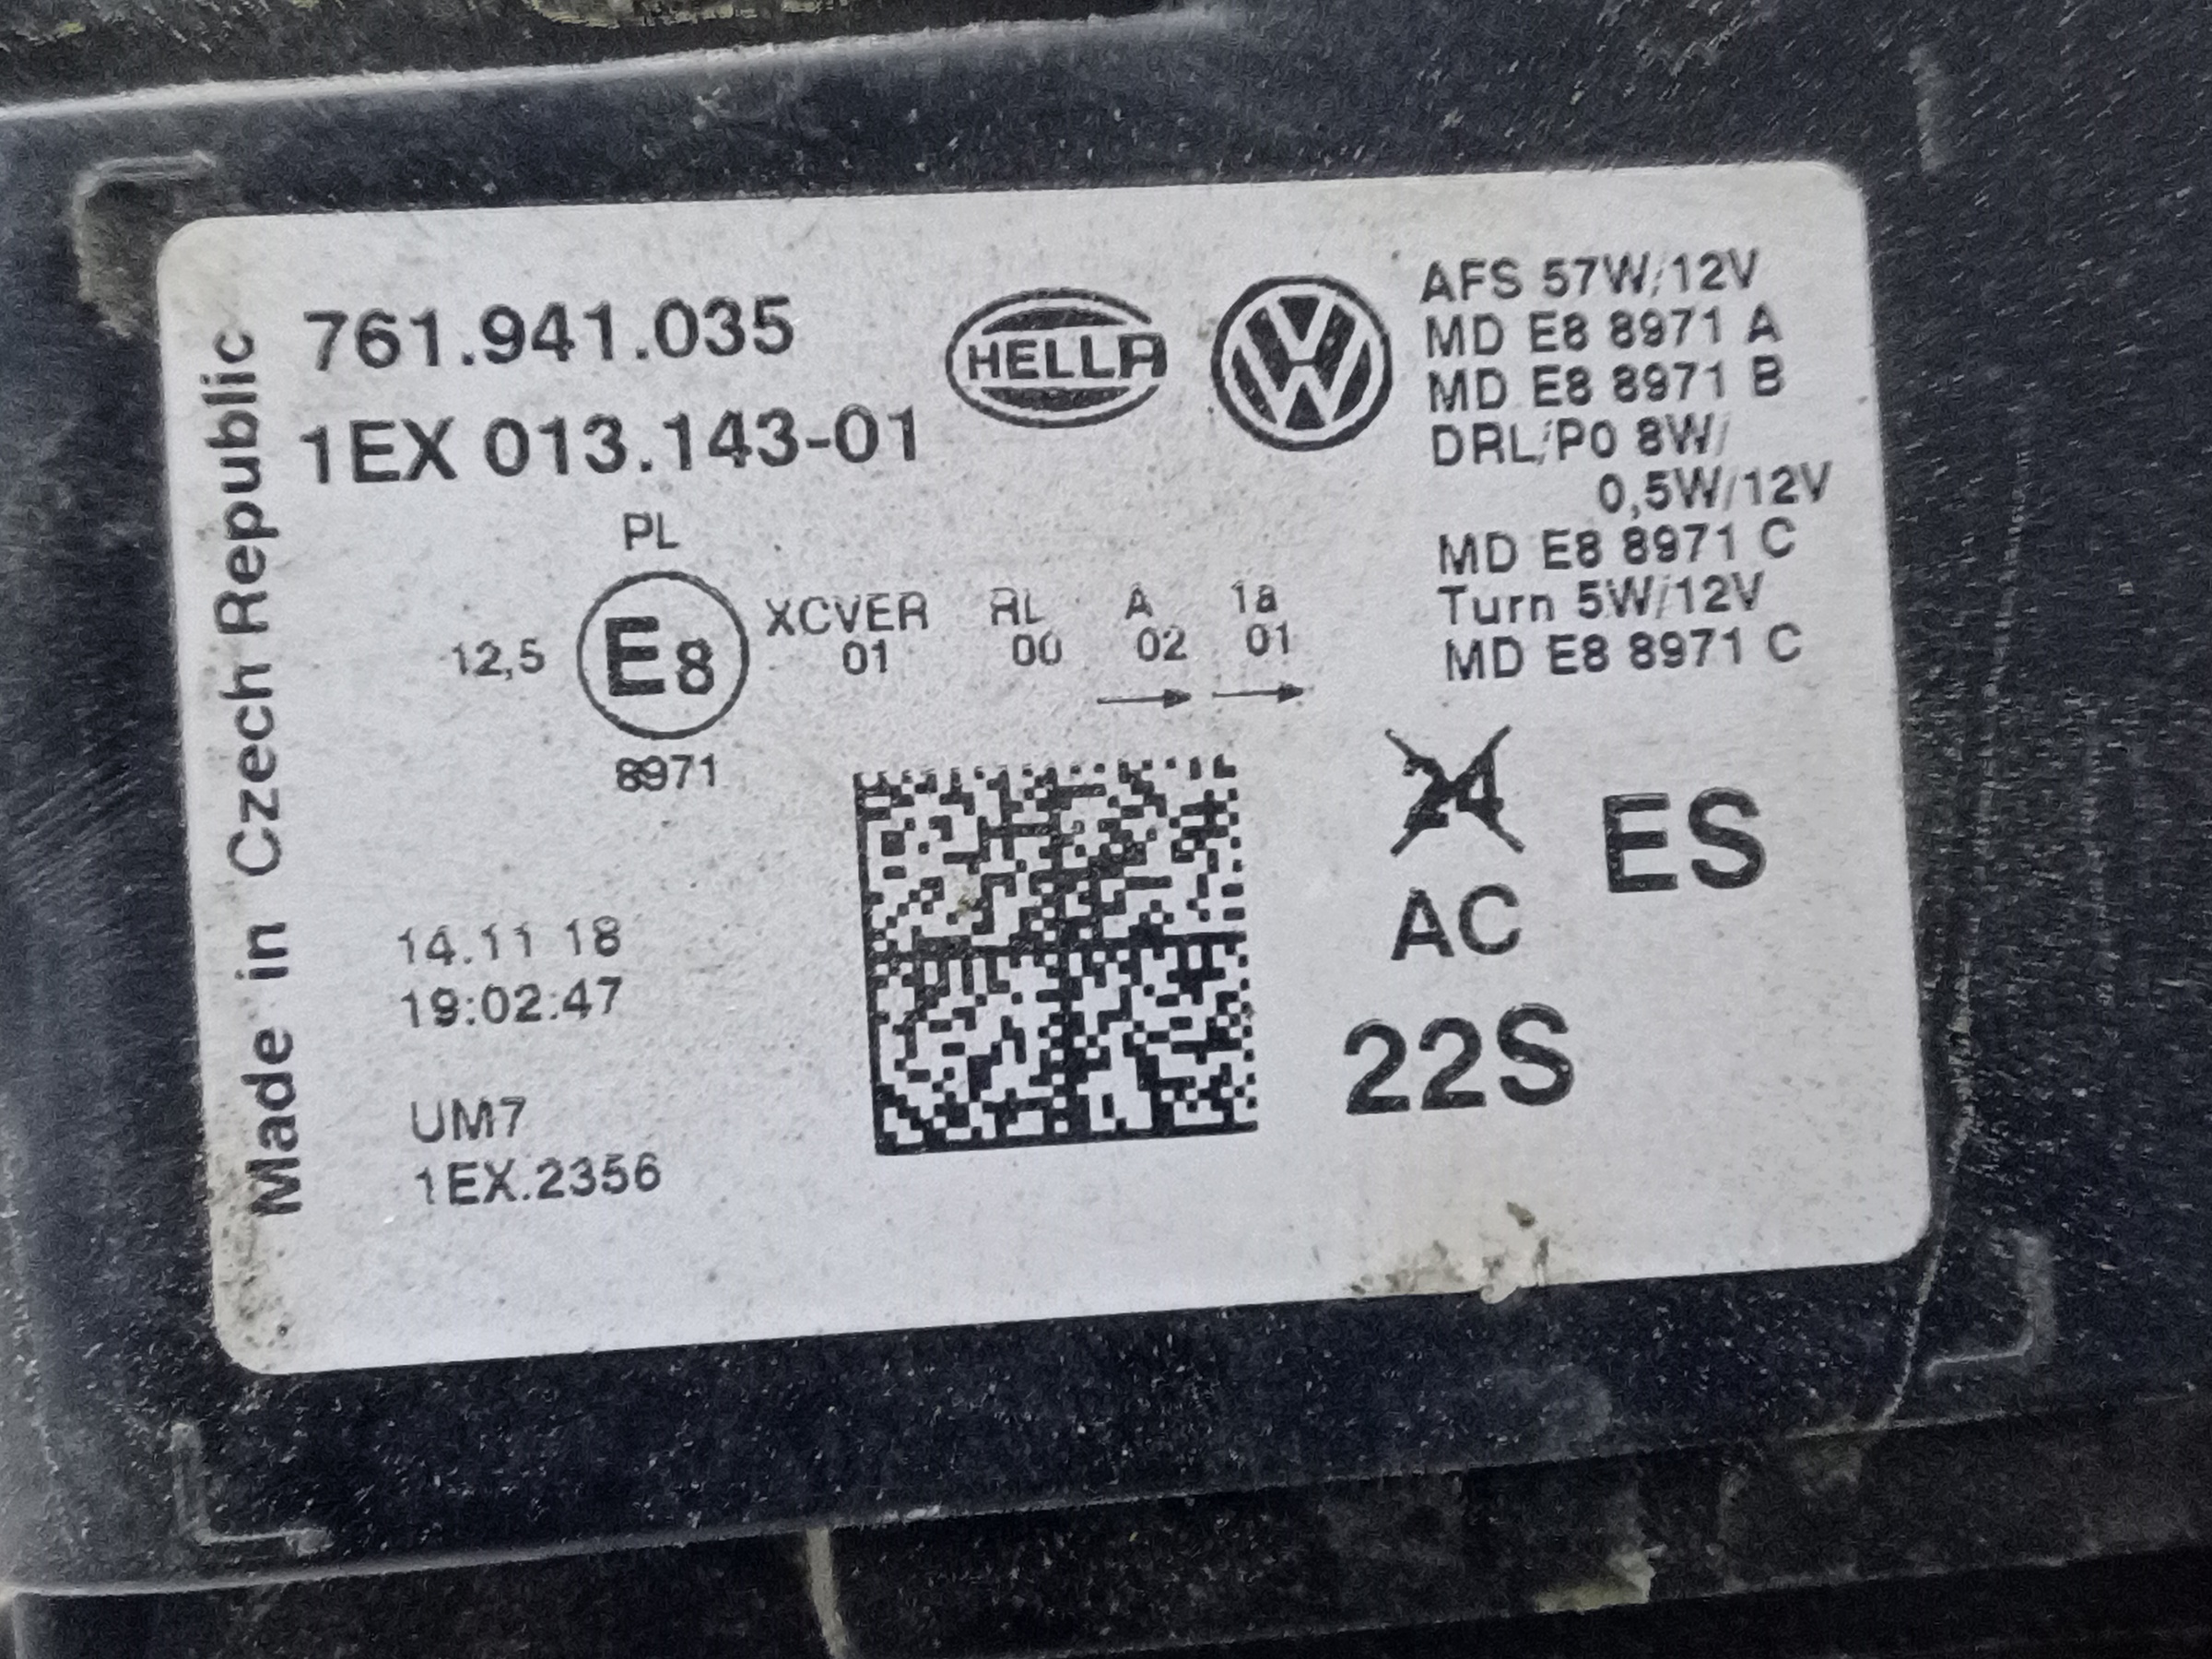 Made in Czech Republic
761.941.035
1EX 013.143-01
HELLA
VW
AFS 57W/12V
MD E8 8971 A
MD E8 8971 B
DRL/P0 8W/
0,5W/12V
MD E8 8971 C
Turn 5W/12V
MD E8 8971 C
PL
12,5
E8
8971
XCVER RL A 1a
01 00 02 01
→ →
24
ES
AC
22S
14.11 18
19:02:47
UM7
1EX.2356